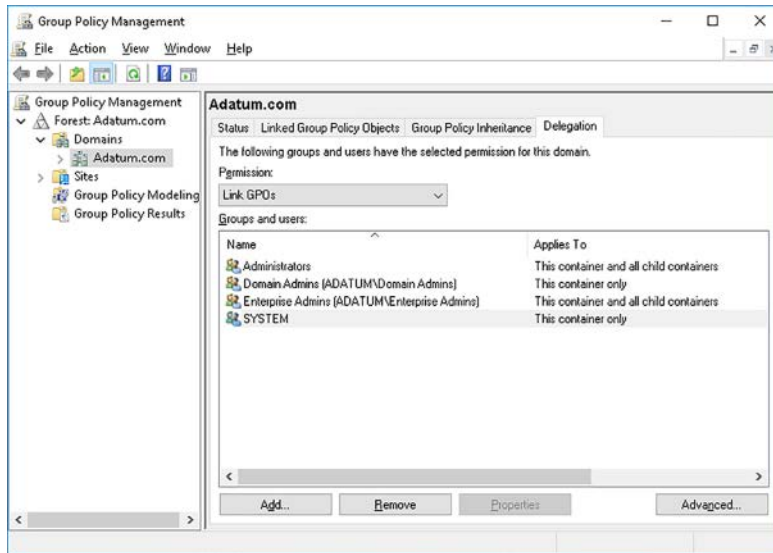 Group Policy Management
File Action View Window Help
Group Policy Management
Forest: Adatum.com
Domains
Adatum.com
Sites
Group Policy Modeling
Group Policy Results
Adatum.com
Status Linked Group Policy Objects Group Policy Inheritance Delegation
The following groups and users have the selected permission for this domain.
Permission:
Link GPOs
Groups and users:
Name Applies To
Administrators This container and all child containers
Domain Admins (ADATUM\Domain Admins) This container only
Enterprise Admins (ADATUM\Enterprise Admins) This container and all child containers
SYSTEM This container only
Add... Remove Properties Advanced...